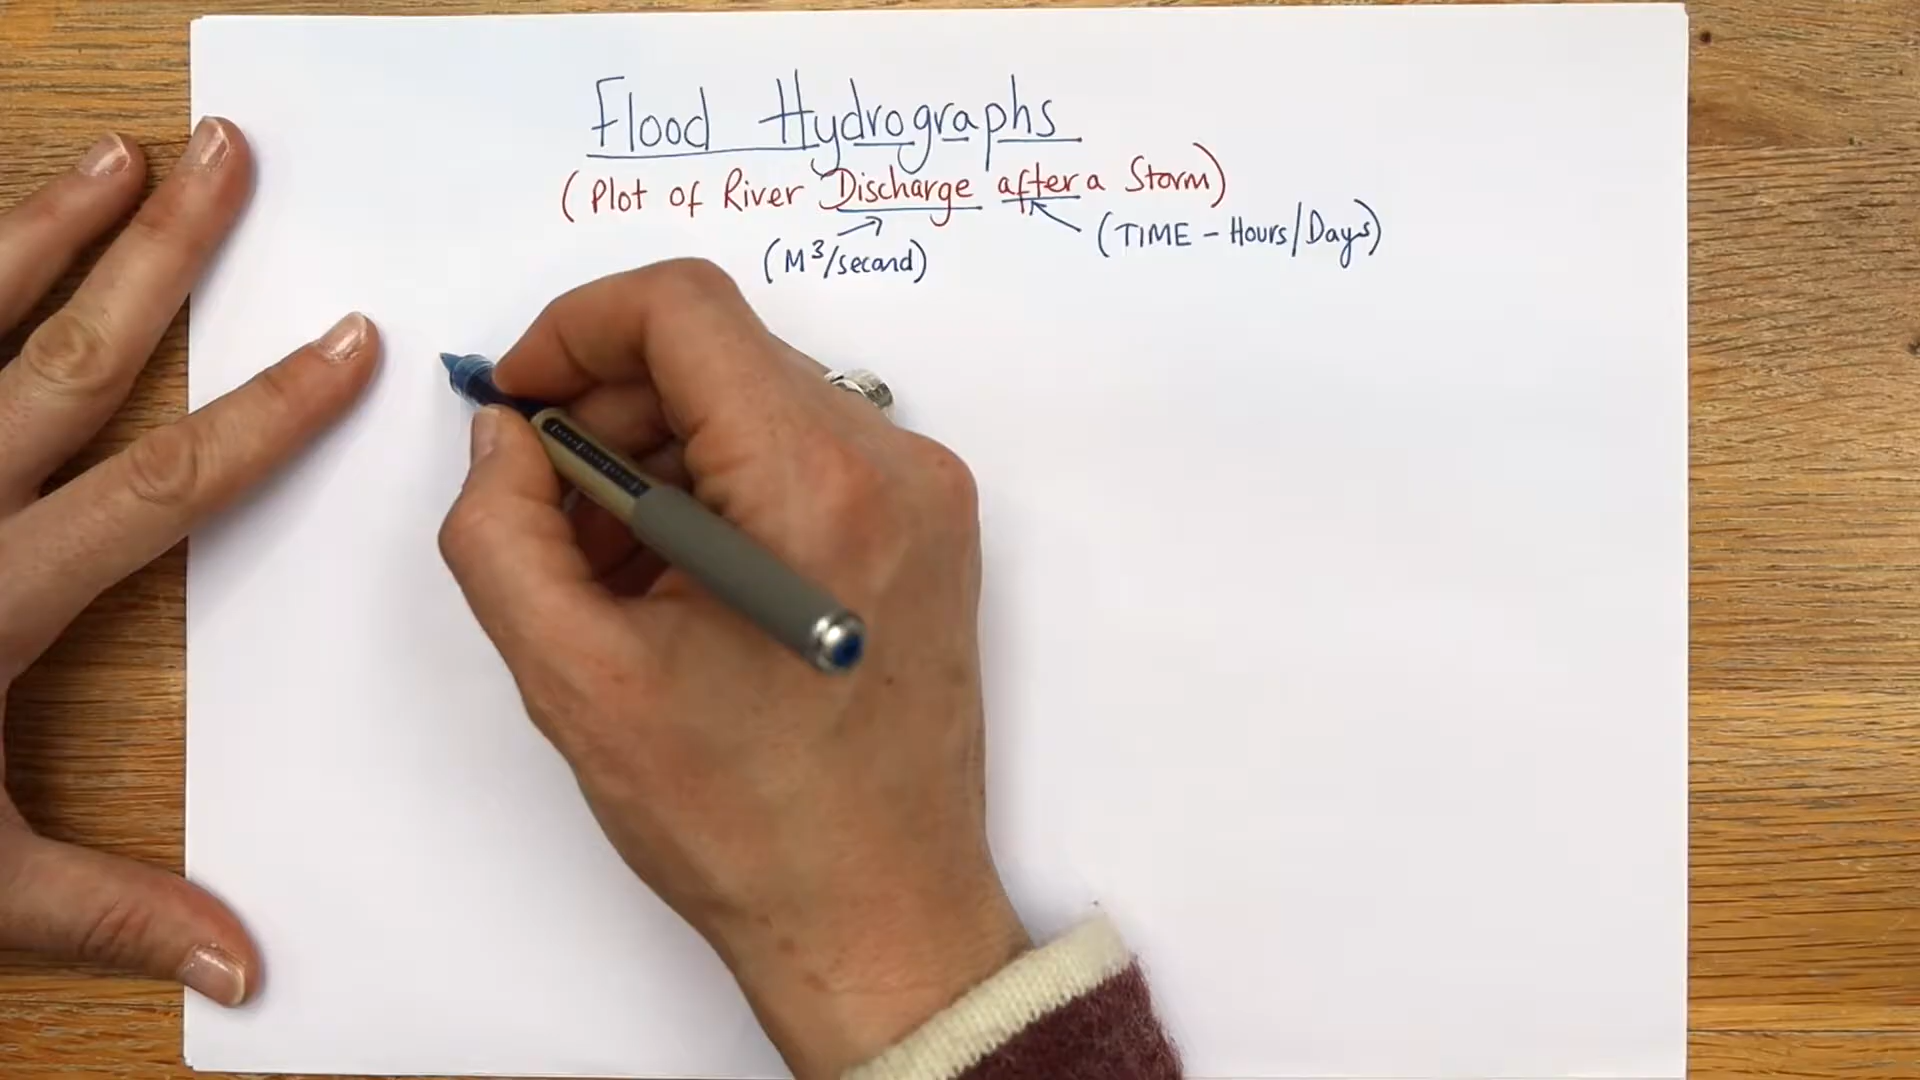 Flood Hydrographs
(Plot of River Discharge after a Storm)
(M³/second)
(TIME - Hours/Days)